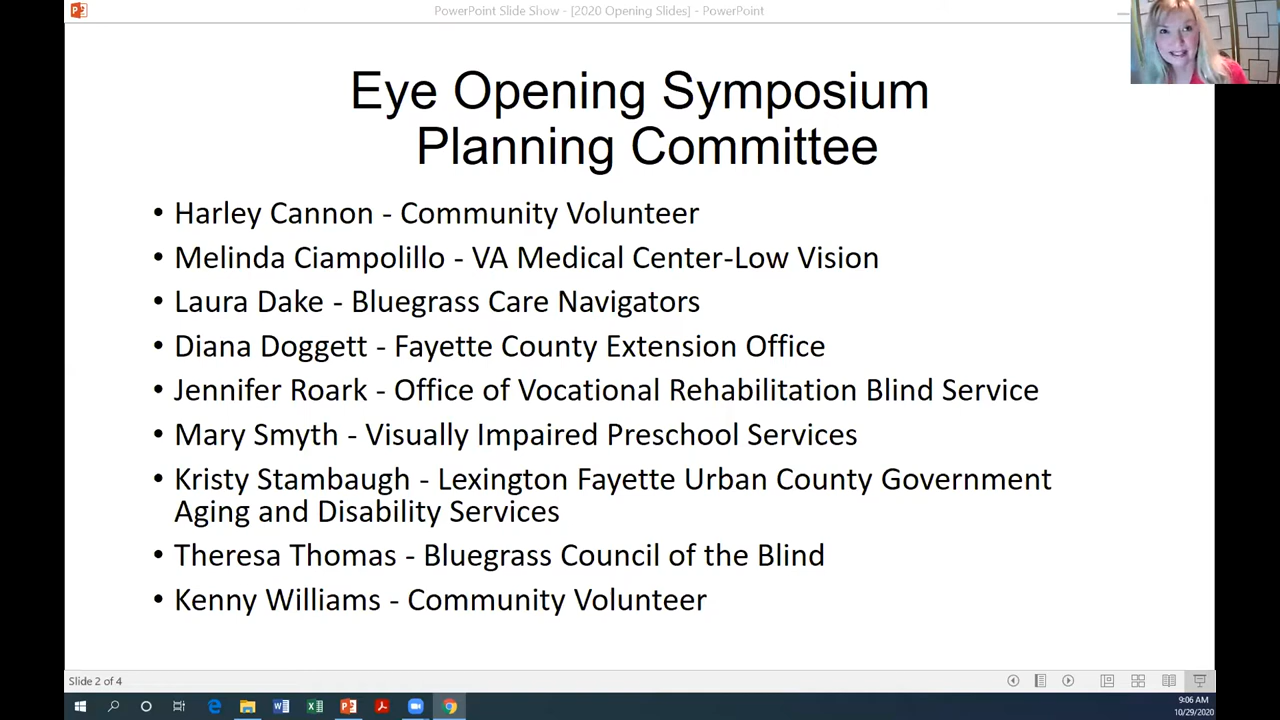 PowerPoint Slide Show - [2020 Opening Slides] - PowerPoint
Eye Opening Symposium
Planning Committee
• Harley Cannon - Community Volunteer
• Melinda Ciampolillo - VA Medical Center-Low Vision
• Laura Dake - Bluegrass Care Navigators
• Diana Doggett - Fayette County Extension Office
• Jennifer Roark - Office of Vocational Rehabilitation Blind Service
• Mary Smyth - Visually Impaired Preschool Services
• Kristy Stambaugh - Lexington Fayette Urban County Government
Aging and Disability Services
• Theresa Thomas - Bluegrass Council of the Blind
• Kenny Williams - Community Volunteer
Slide 2 of 4
9:06 AM
10/29/2020